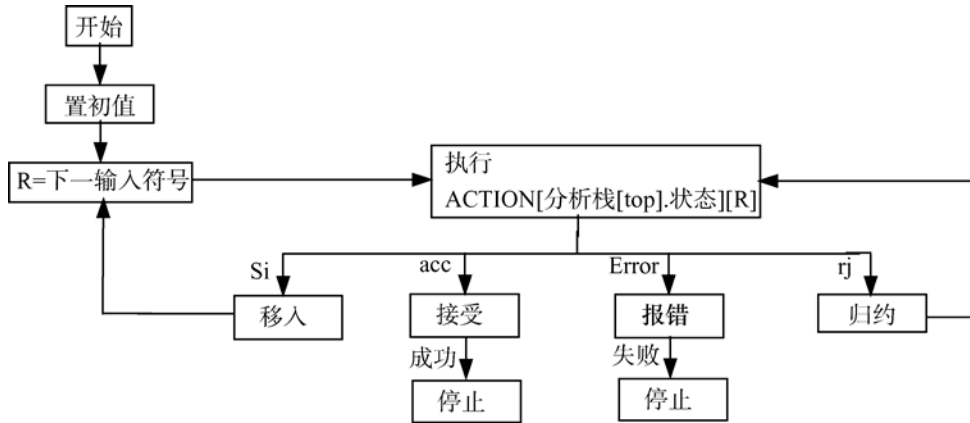 开始
置初值
R=下一输入符号
执行
ACTION[分析栈[top].状态][R]
Si
acc
Error
rj
移入
接受
报错
归约
成功
失败
停止
停止